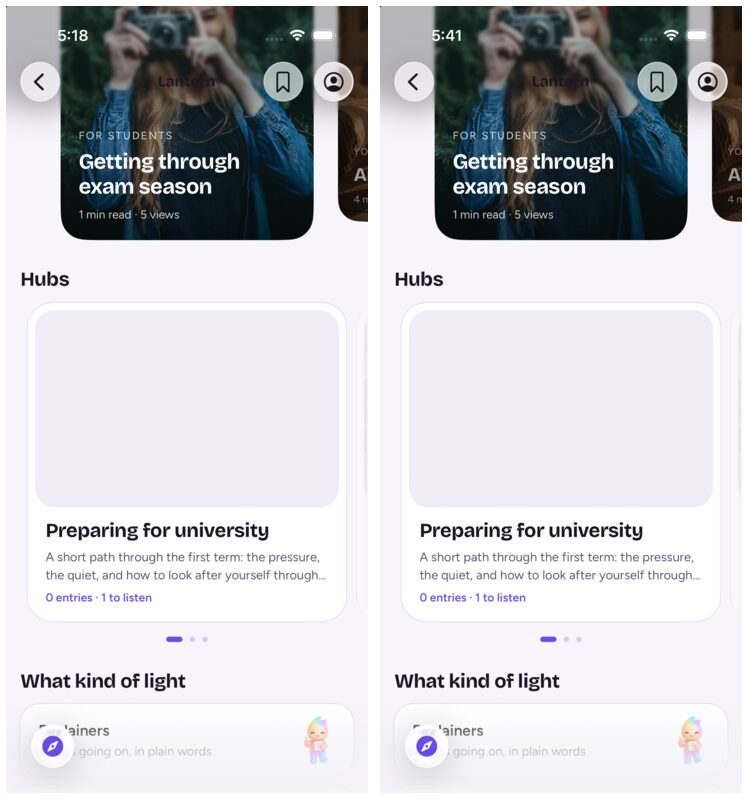 5:18
Lantern
FOR STUDENTS
Getting through
exam season
1 min read · 5 views
Hubs
Preparing for university
A short path through the first term: the pressure,
the quiet, and how to look after yourself through...
0 entries · 1 to listen
What kind of light
going on, in plain words
5:41
Lantern
FOR STUDENTS
Getting through
exam season
1 min read · 5 views
Hubs
Preparing for university
A short path through the first term: the pressure,
the quiet, and how to look after yourself through...
0 entries · 1 to listen
What kind of light
going on, in plain words